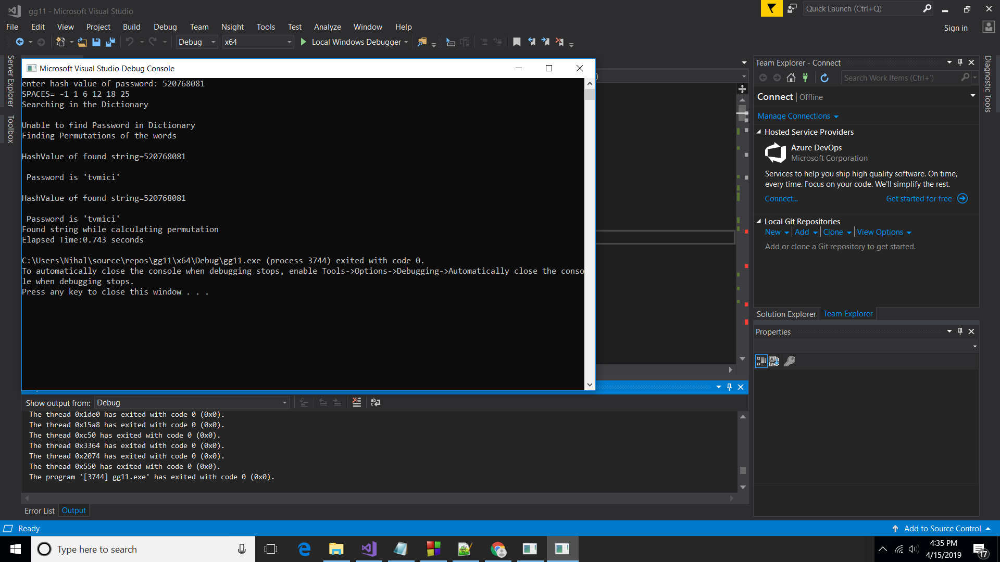 gg11 - Microsoft Visual Studio
Quick Launch (Ctrl+Q)
File Edit View Project Build Debug Team Nsight Tools Test Analyze Window Help
Sign in
Debug x64 Local Windows Debugger
Server Explorer
Toolbox
Microsoft Visual Studio Debug Console
enter hash value of password: 520768081
SPACES= -1 1 6 12 18 25
Searching in the Dictionary
Unable to find Password in Dictionary
Finding Permutations of the words
HashValue of found string=520768081
Password is 'tvmici'
HashValue of found string=520768081
Password is 'tvmici'
Found string while calculating permutation
Elapsed Time:0.743 seconds
C:\Users\Nihal\source\repos\gg11\x64\Debug\gg11.exe (process 3744) exited with code 0.
To automatically close the console when debugging stops, enable Tools->Options->Debugging->Automatically close the conso
le when debugging stops.
Press any key to close this window . . .
Team Explorer - Connect
Search Work Items (Ctrl+')
Connect | Offline
Manage Connections
Hosted Service Providers
Azure DevOps
Microsoft Corporation
Services to help you ship high quality software. On time,
every time. Focus on your code. We'll simplify the rest.
Connect... Get started for free
Local Git Repositories
New Add Clone View Options
Add or clone a Git repository to get started.
Solution Explorer Team Explorer
Properties
Diagnostic Tools
Show output from: Debug
The thread 0x1de0 has exited with code 0 (0x0).
The thread 0x15a8 has exited with code 0 (0x0).
The thread 0xc50 has exited with code 0 (0x0).
The thread 0x3364 has exited with code 0 (0x0).
The thread 0x2074 has exited with code 0 (0x0).
The thread 0x550 has exited with code 0 (0x0).
The program '[3744] gg11.exe' has exited with code 0 (0x0).
Error List Output
Ready
Add to Source Control
Type here to search
4:35 PM
4/15/2019
17